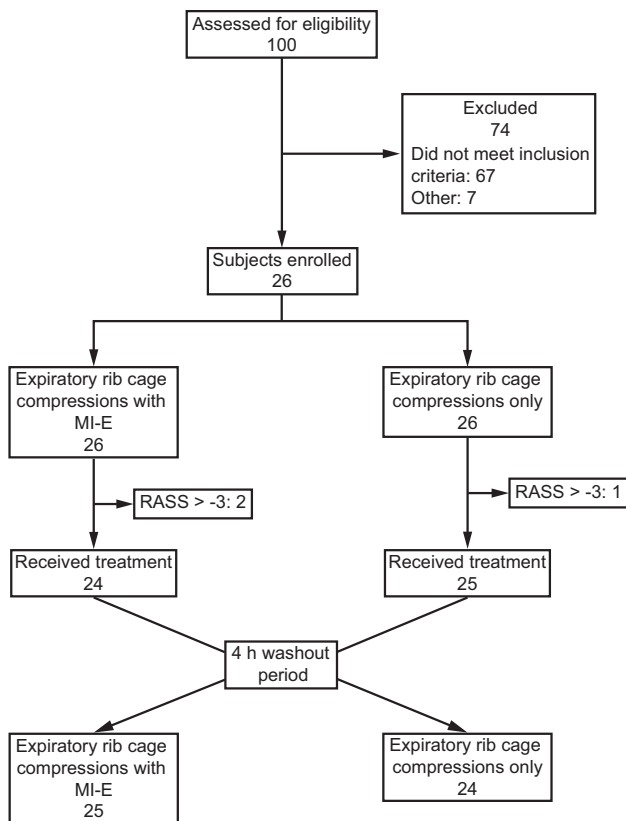 Assessed for eligibility
100
Excluded
74
Did not meet inclusion
criteria: 67
Other: 7
Subjects enrolled
26
Expiratory rib cage
compressions with
MI-E
26
Expiratory rib cage
compressions only
26
RASS > -3: 2
RASS > -3: 1
Received treatment
24
Received treatment
25
4 h washout
period
Expiratory rib cage
compressions with
MI-E
25
Expiratory rib cage
compressions only
24